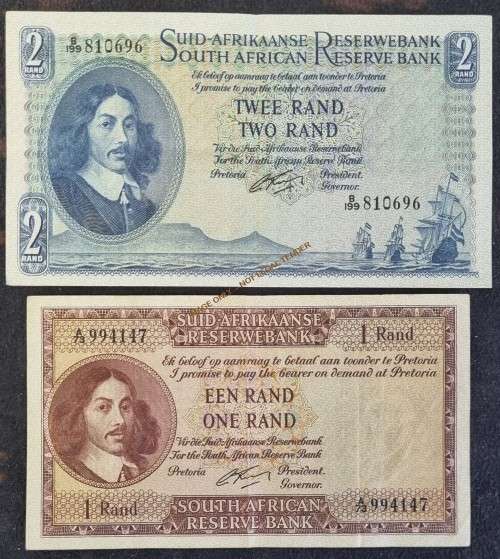 2
RAND
B/199 810696
SUID-AFRIKAANSE RESERWEBANK
SOUTH AFRICAN RESERVE BANK
2
RAND
Ek beloof op aanvraag te betaal aan toonder te Pretoria
I promise to pay the bearer on demand at Pretoria
TWEE RAND
TWO RAND
Vir die Suid-Afrikaanse Reserwebank
For the South African Reserve Bank
Pretoria President.
Governor.
B/199 810696
2
RAND
NOT LEGAL TENDER
A/3 994147
SUID-AFRIKAANSE
RESERWEBANK
1 Rand
Ek beloof op aanvraag te betaal aan toonder te Pretoria
I promise to pay the bearer on demand at Pretoria
EEN RAND
ONE RAND
Vir die Suid-Afrikaanse Reserwebank
For the South African Reserve Bank
Pretoria President.
Governor.
1 Rand
SOUTH AFRICAN
RESERVE BANK
A/3 994147